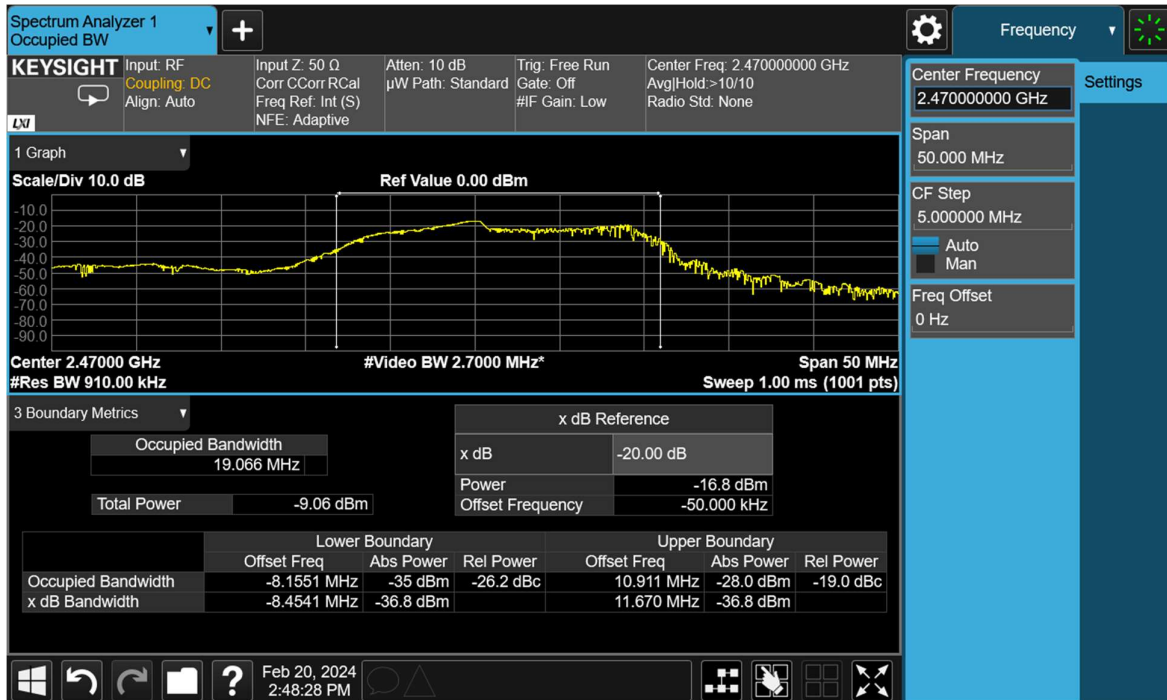 Spectrum Analyzer 1
Occupied BW
+
Frequency
KEYSIGHT
LXI
Input: RF
Coupling: DC
Align: Auto
Input Z: 50 Ω
Corr CCorr RCal
Freq Ref: Int (S)
NFE: Adaptive
Atten: 10 dB
µW Path: Standard
Trig: Free Run
Gate: Off
#IF Gain: Low
Center Freq: 2.470000000 GHz
Avg|Hold:>10/10
Radio Std: None
Center Frequency
2.470000000 GHz
Settings
Span
50.000 MHz
CF Step
5.000000 MHz
Auto
Man
Freq Offset
0 Hz
1 Graph
Scale/Div 10.0 dB
Ref Value 0.00 dBm
-10.0
-20.0
-30.0
-40.0
-50.0
-60.0
-70.0
-80.0
-90.0
Center 2.47000 GHz
#Video BW 2.7000 MHz*
Span 50 MHz
#Res BW 910.00 kHz
Sweep 1.00 ms (1001 pts)
3 Boundary Metrics
Occupied Bandwidth
19.066 MHz
Total Power -9.06 dBm
x dB Reference
x dB -20.00 dB
Power -16.8 dBm
Offset Frequency -50.000 kHz
Lower Boundary Upper Boundary
Offset Freq Abs Power Rel Power Offset Freq Abs Power Rel Power
Occupied Bandwidth -8.1551 MHz -35 dBm -26.2 dBc 10.911 MHz -28.0 dBm -19.0 dBc
x dB Bandwidth -8.4541 MHz -36.8 dBm 11.670 MHz -36.8 dBm
?
Feb 20, 2024
2:48:28 PM